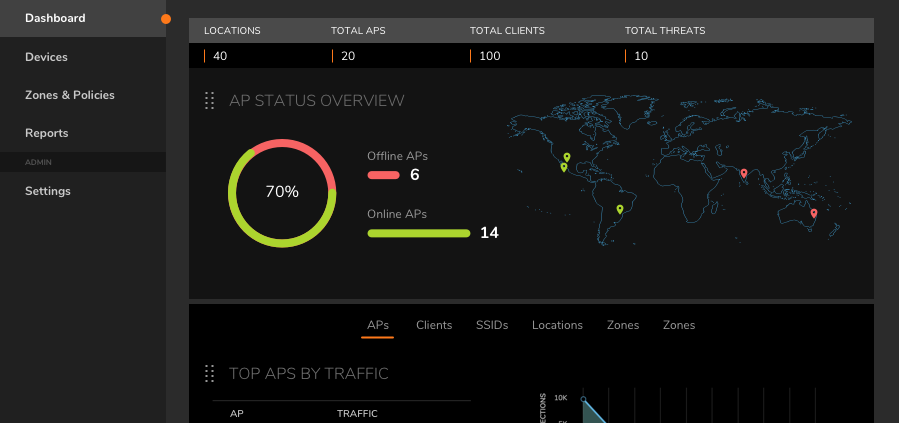 Dashboard
Devices
Zones & Policies
Reports
ADMIN
Settings
LOCATIONS TOTAL APS TOTAL CLIENTS TOTAL THREATS
40 20 100 10
AP STATUS OVERVIEW
70%
Offline APs
6
Online APs
14
APs Clients SSIDs Locations Zones Zones
TOP APS BY TRAFFIC
AP TRAFFIC
10K